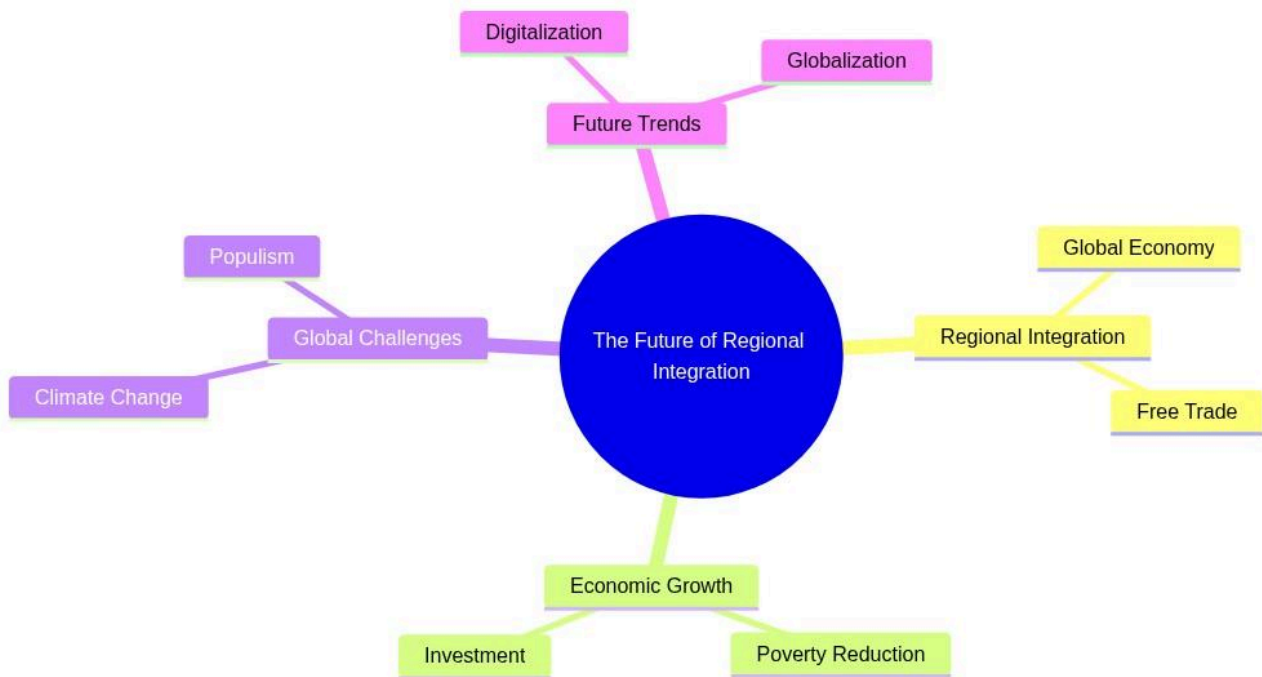 Digitalization
Globalization
Future Trends
Populism
Global Challenges
Climate Change
The Future of Regional
Integration
Global Economy
Regional Integration
Free Trade
Economic Growth
Investment
Poverty Reduction